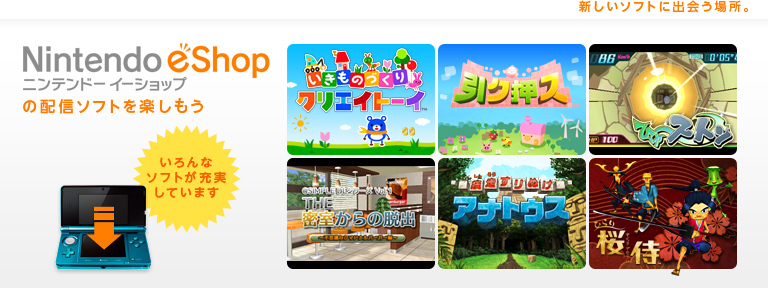 新しいソフトに出会う場所。
Nintendo eShop
ニンテンドーイーショップ
の配信ソフトを楽しもう
いろんな
ソフトが充実
しています
いきものづくり
クリエイトーイ
引ク押ス
ひゅ〜ストン
@SIMPLE DLシリーズ Vol.1
THE
密室からの脱出
アナトウス
桜侍